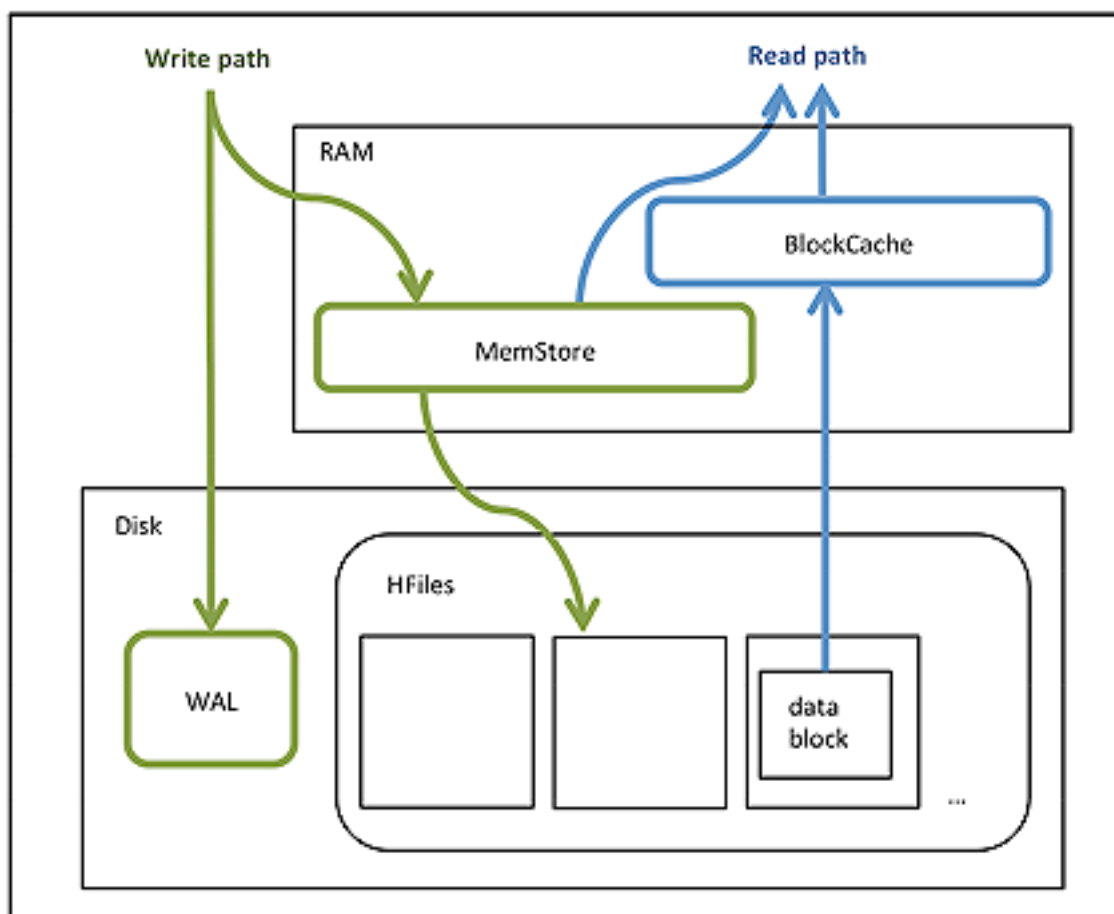 Write path
Read path
RAM
BlockCache
MemStore
Disk
HFiles
WAL
data
block
...